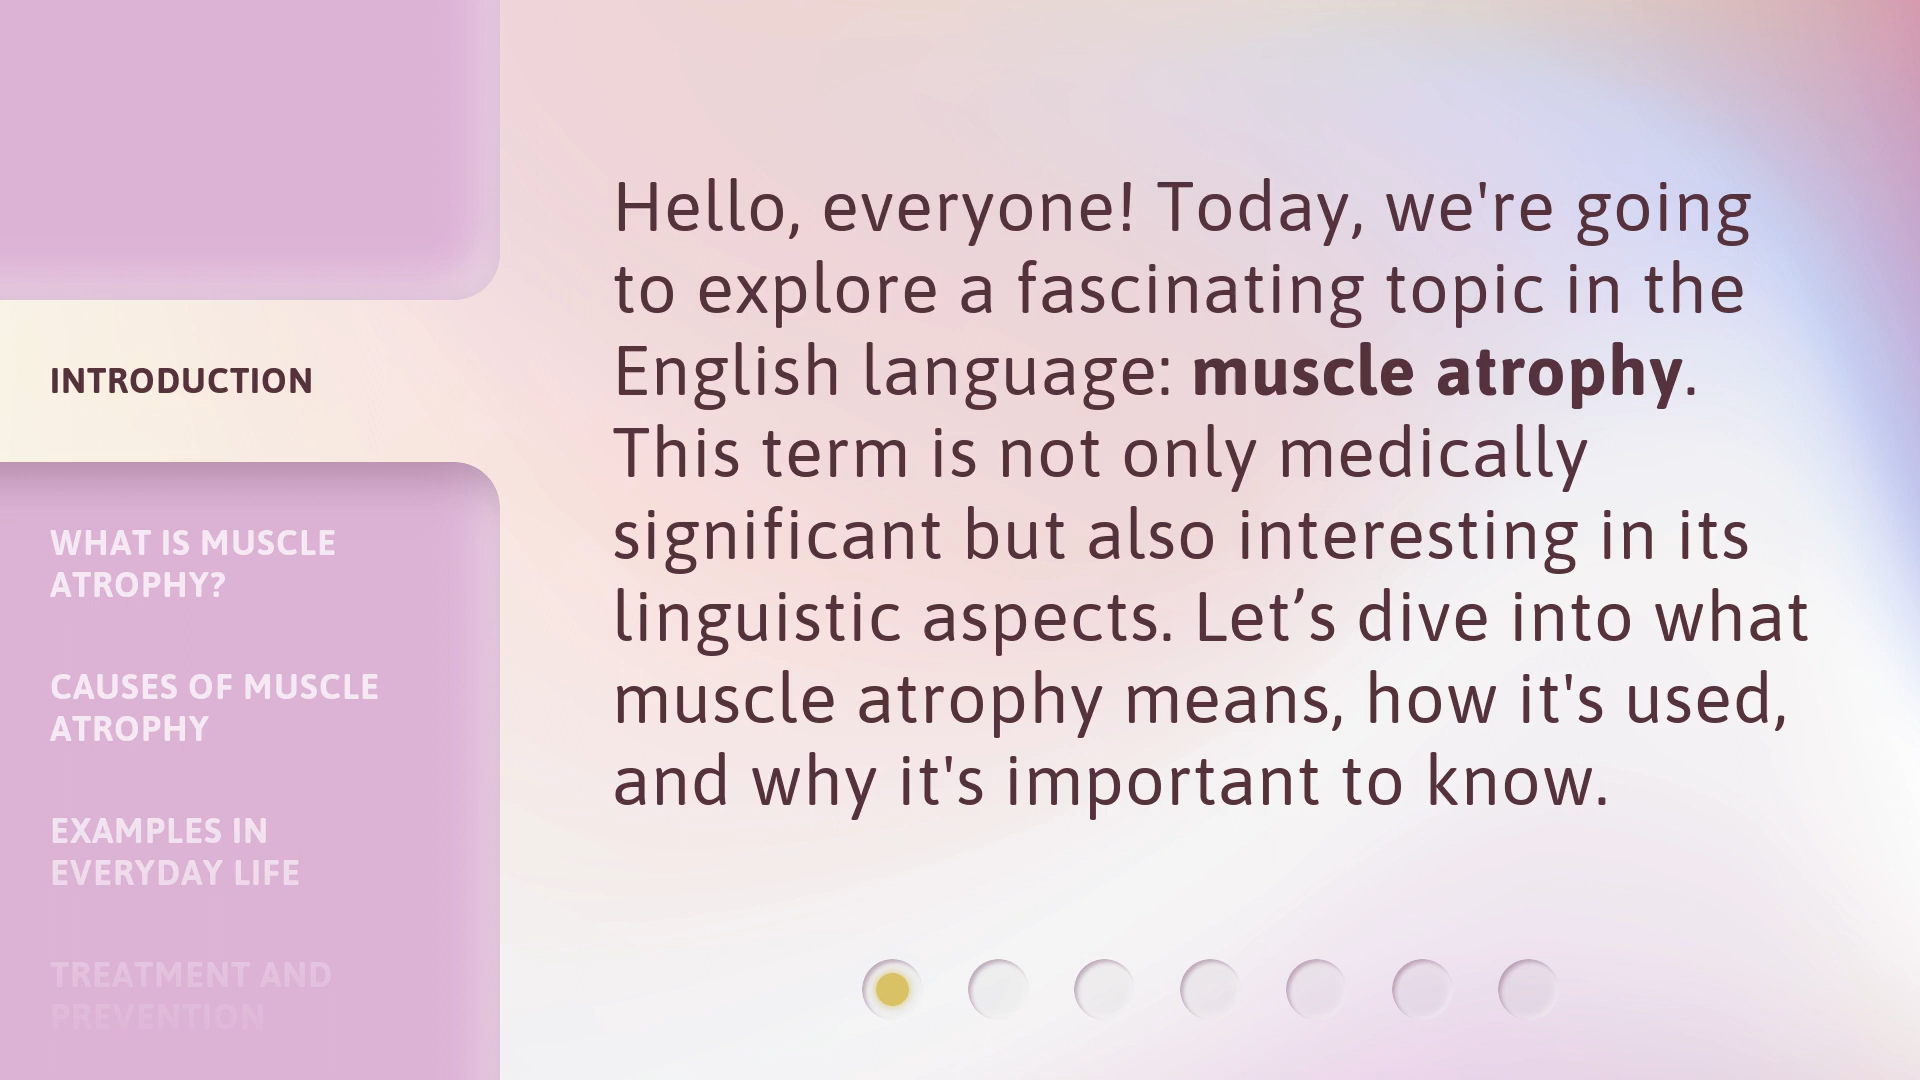 INTRODUCTION
WHAT IS MUSCLE
ATROPHY?
CAUSES OF MUSCLE
ATROPHY
EXAMPLES IN
EVERYDAY LIFE
TREATMENT AND
PREVENTION
Hello, everyone! Today, we're going
to explore a fascinating topic in the
English language: muscle atrophy.
This term is not only medically
significant but also interesting in its
linguistic aspects. Let’s dive into what
muscle atrophy means, how it's used,
and why it's important to know.